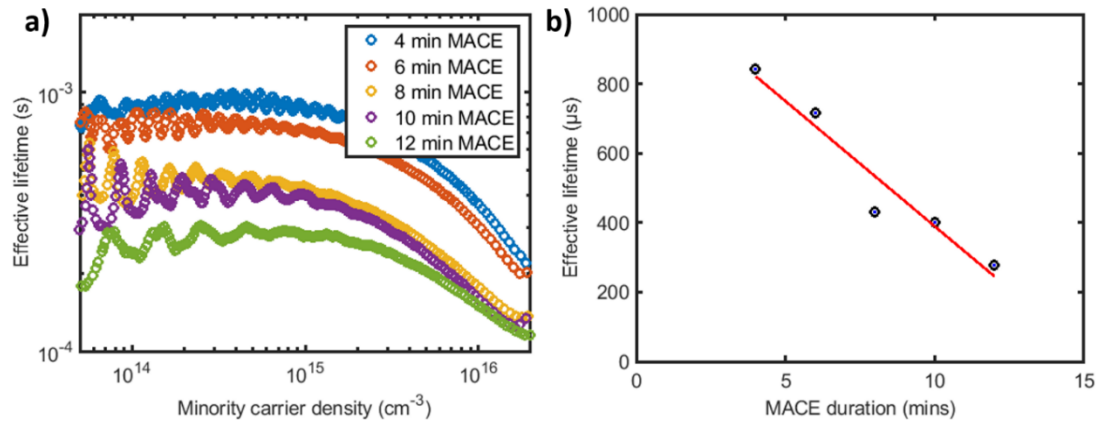 a)
Effective lifetime (s)
10-3
10-4
4 min MACE
6 min MACE
8 min MACE
10 min MACE
12 min MACE
1014
1015
1016
Minority carrier density (cm-3)
b)
Effective lifetime (µs)
1000
800
600
400
200
0
0
5
10
15
MACE duration (mins)